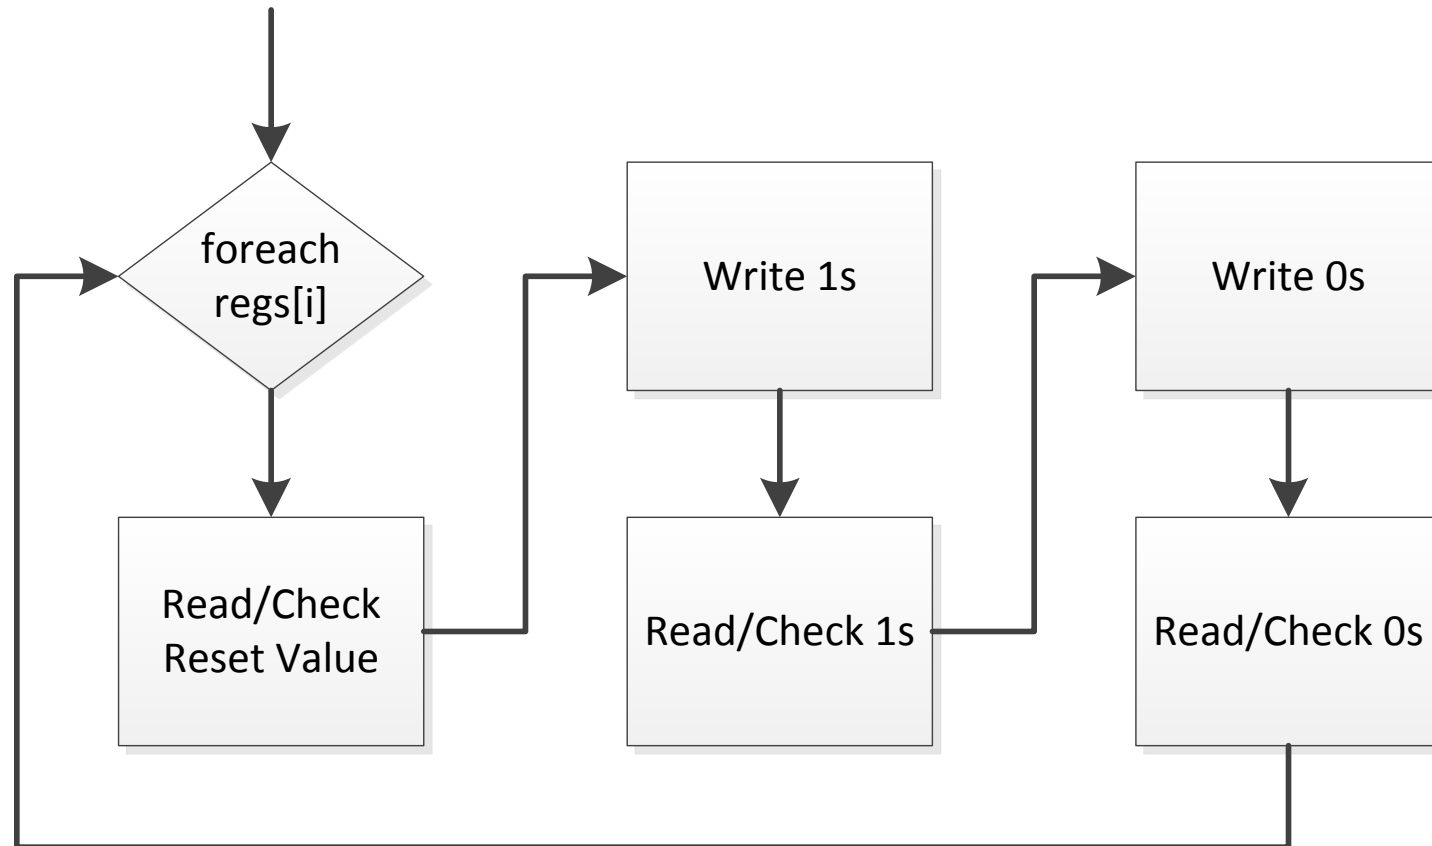 foreach
regs[i]
Read/Check
Reset Value
Write 1s
Read/Check 1s
Write 0s
Read/Check 0s